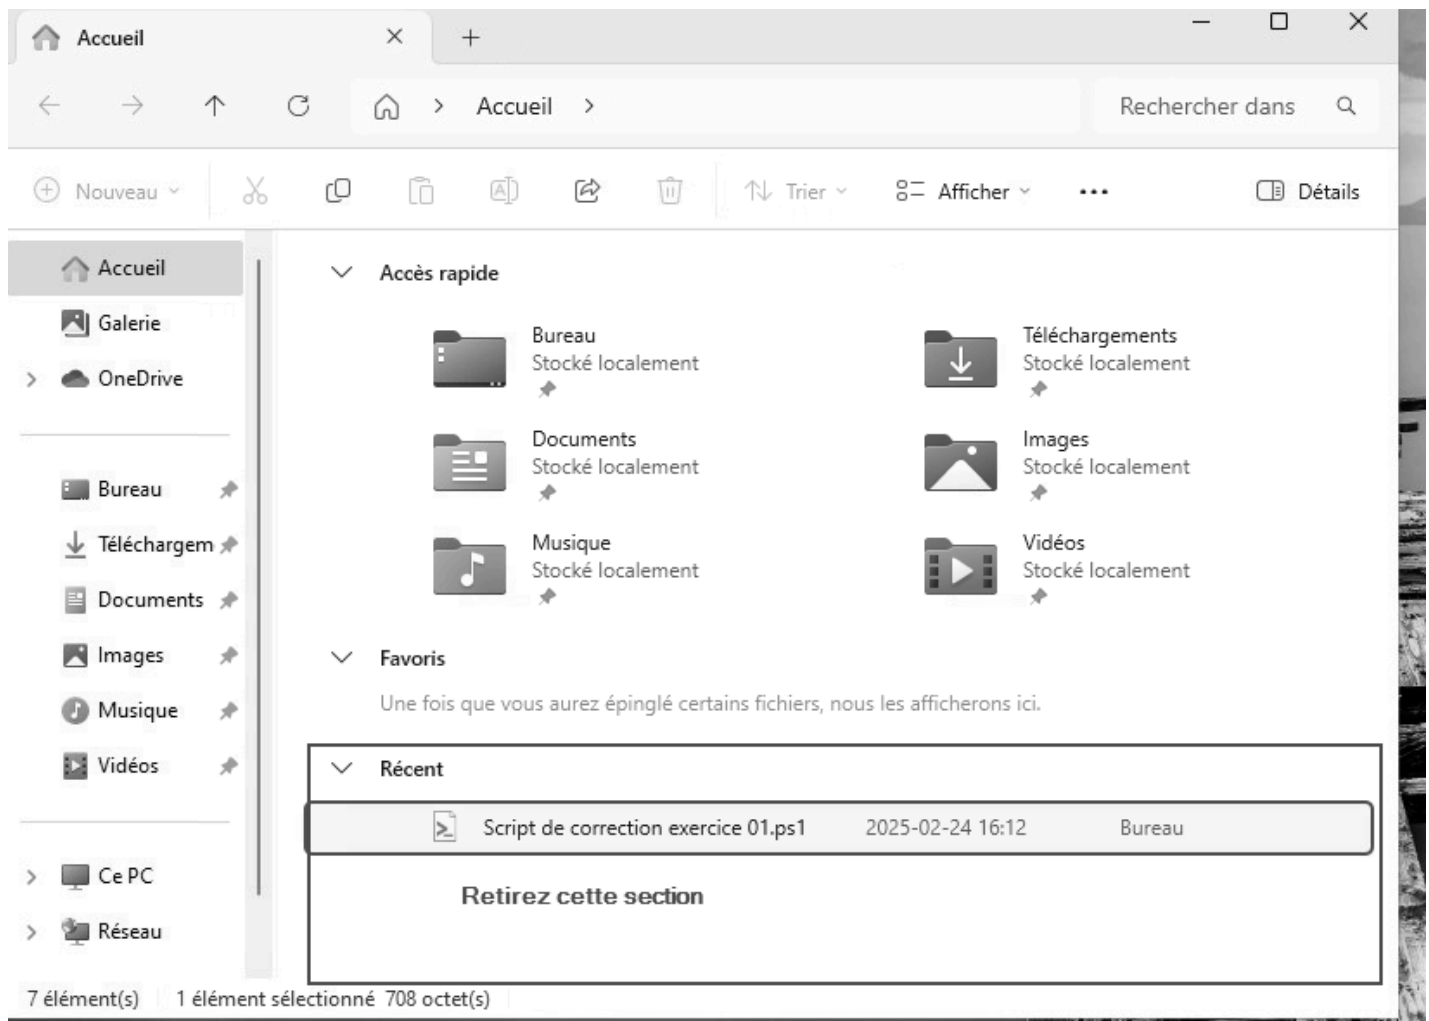 Accueil
Accueil
Rechercher dans
Nouveau
Trier
Afficher
Détails
Accueil
Galerie
OneDrive
Bureau
Téléchargem
Documents
Images
Musique
Vidéos
Ce PC
Réseau
Accès rapide
Bureau
Stocké localement
Téléchargements
Stocké localement
Documents
Stocké localement
Images
Stocké localement
Musique
Stocké localement
Vidéos
Stocké localement
Favoris
Une fois que vous aurez épinglé certains fichiers, nous les afficherons ici.
Récent
Script de correction exercice 01.ps1 2025-02-24 16:12 Bureau
Retirez cette section
7 élément(s) 1 élément sélectionné 708 octet(s)